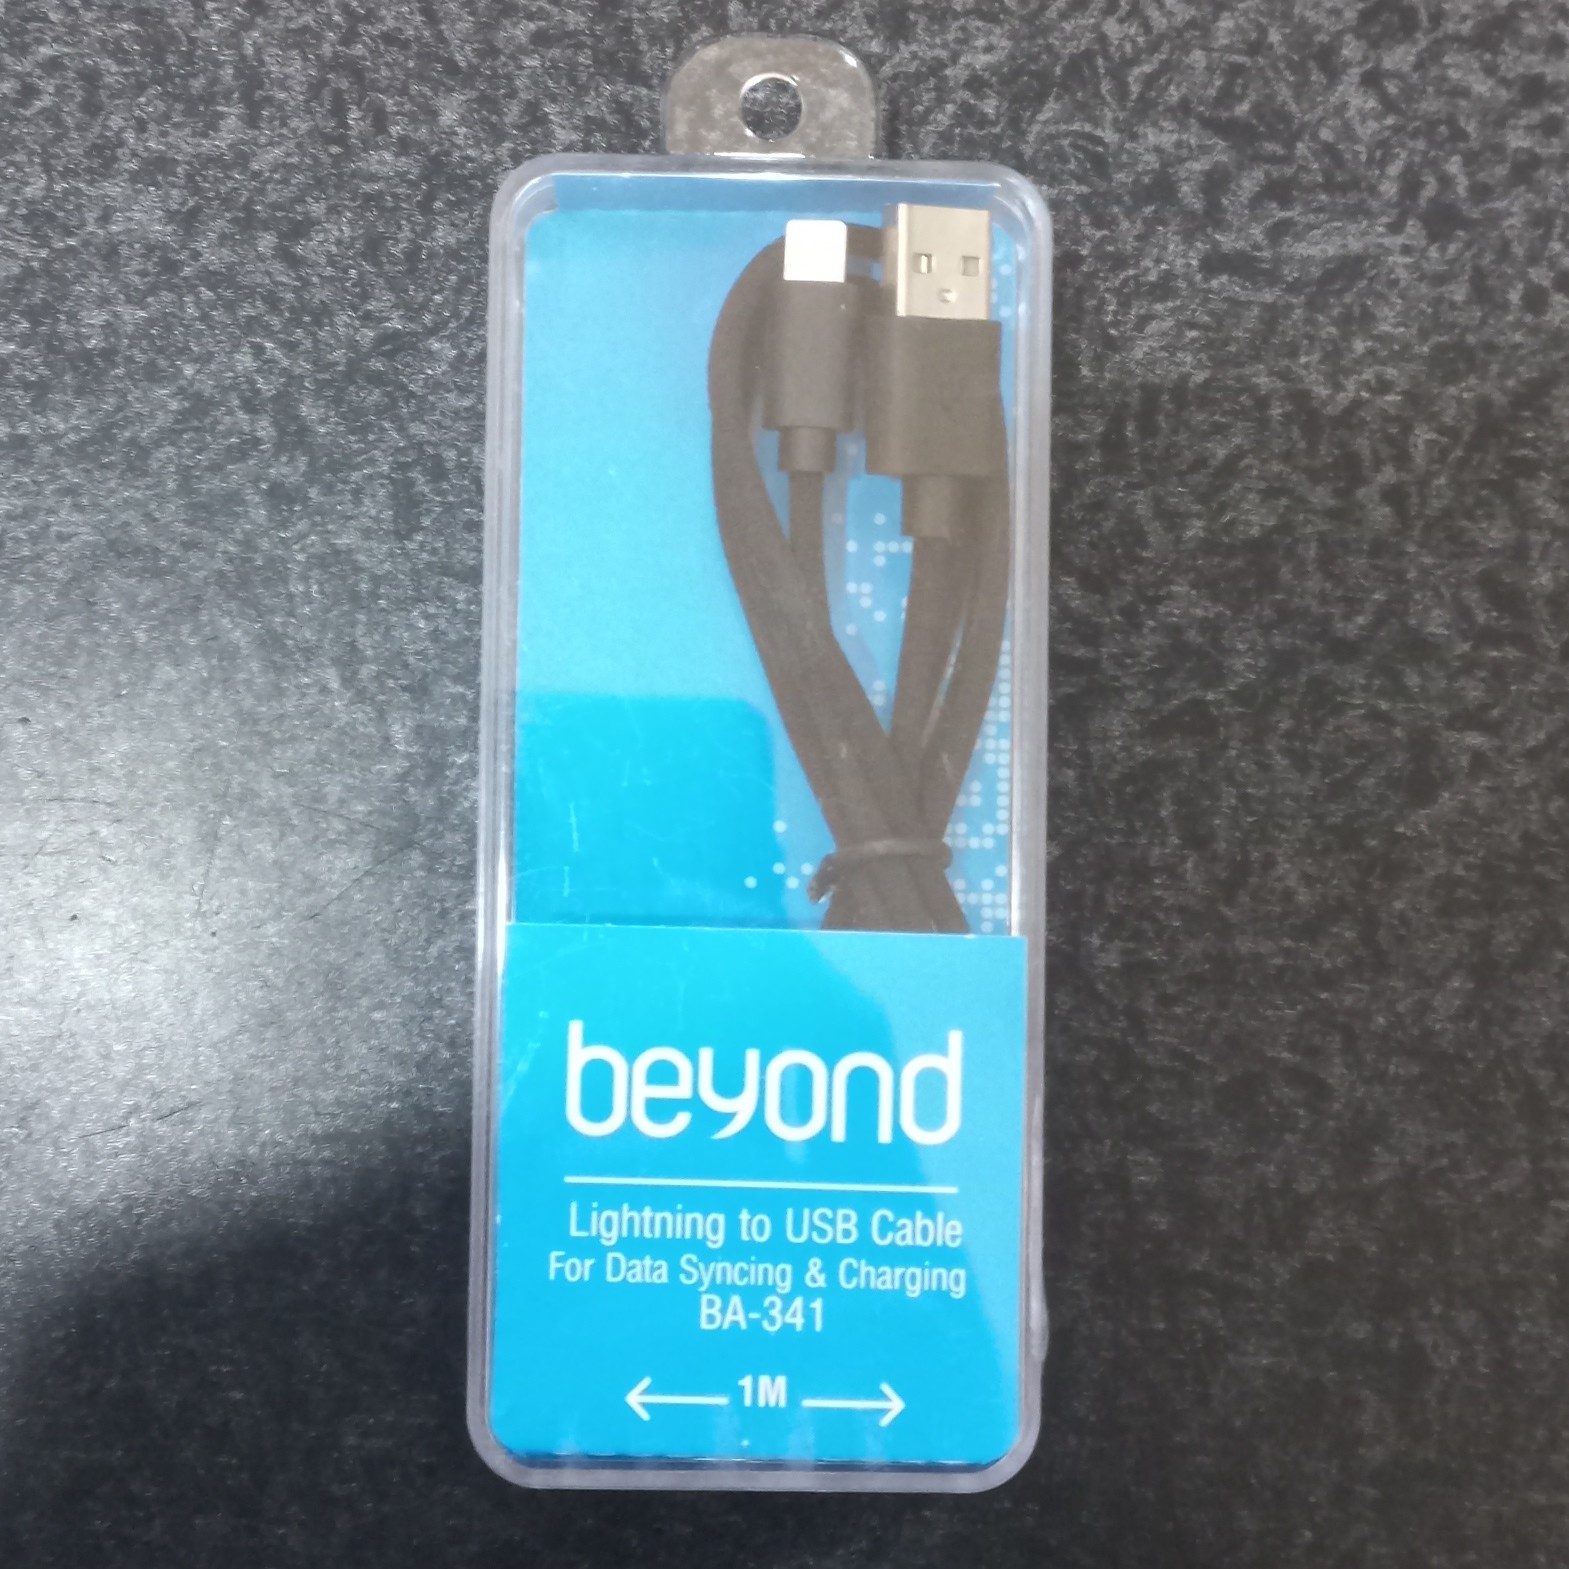 beyond
Lightning to USB Cable
For Data Syncing & Charging
BA-341
1M